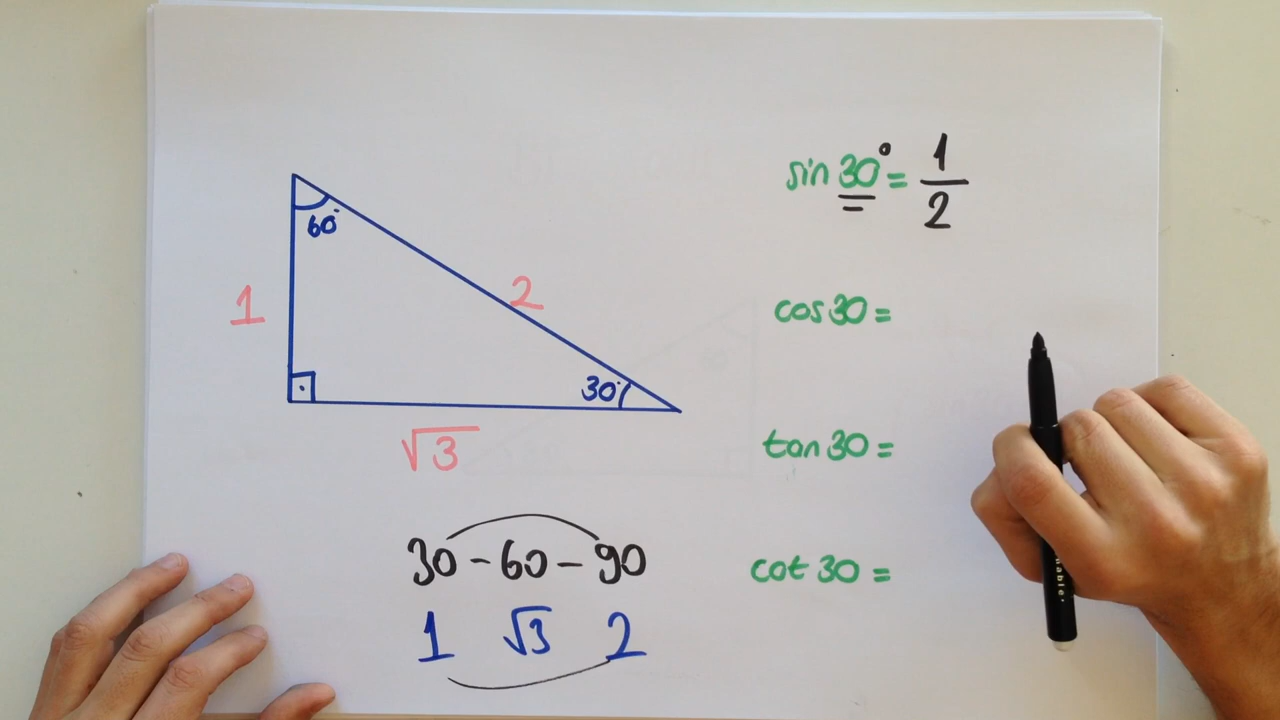 60°
1
2
30°
√3
30 - 60 - 90
1 √3 2
sin 30° = 1/2
cos 30 =
tan 30 =
cot 30 =